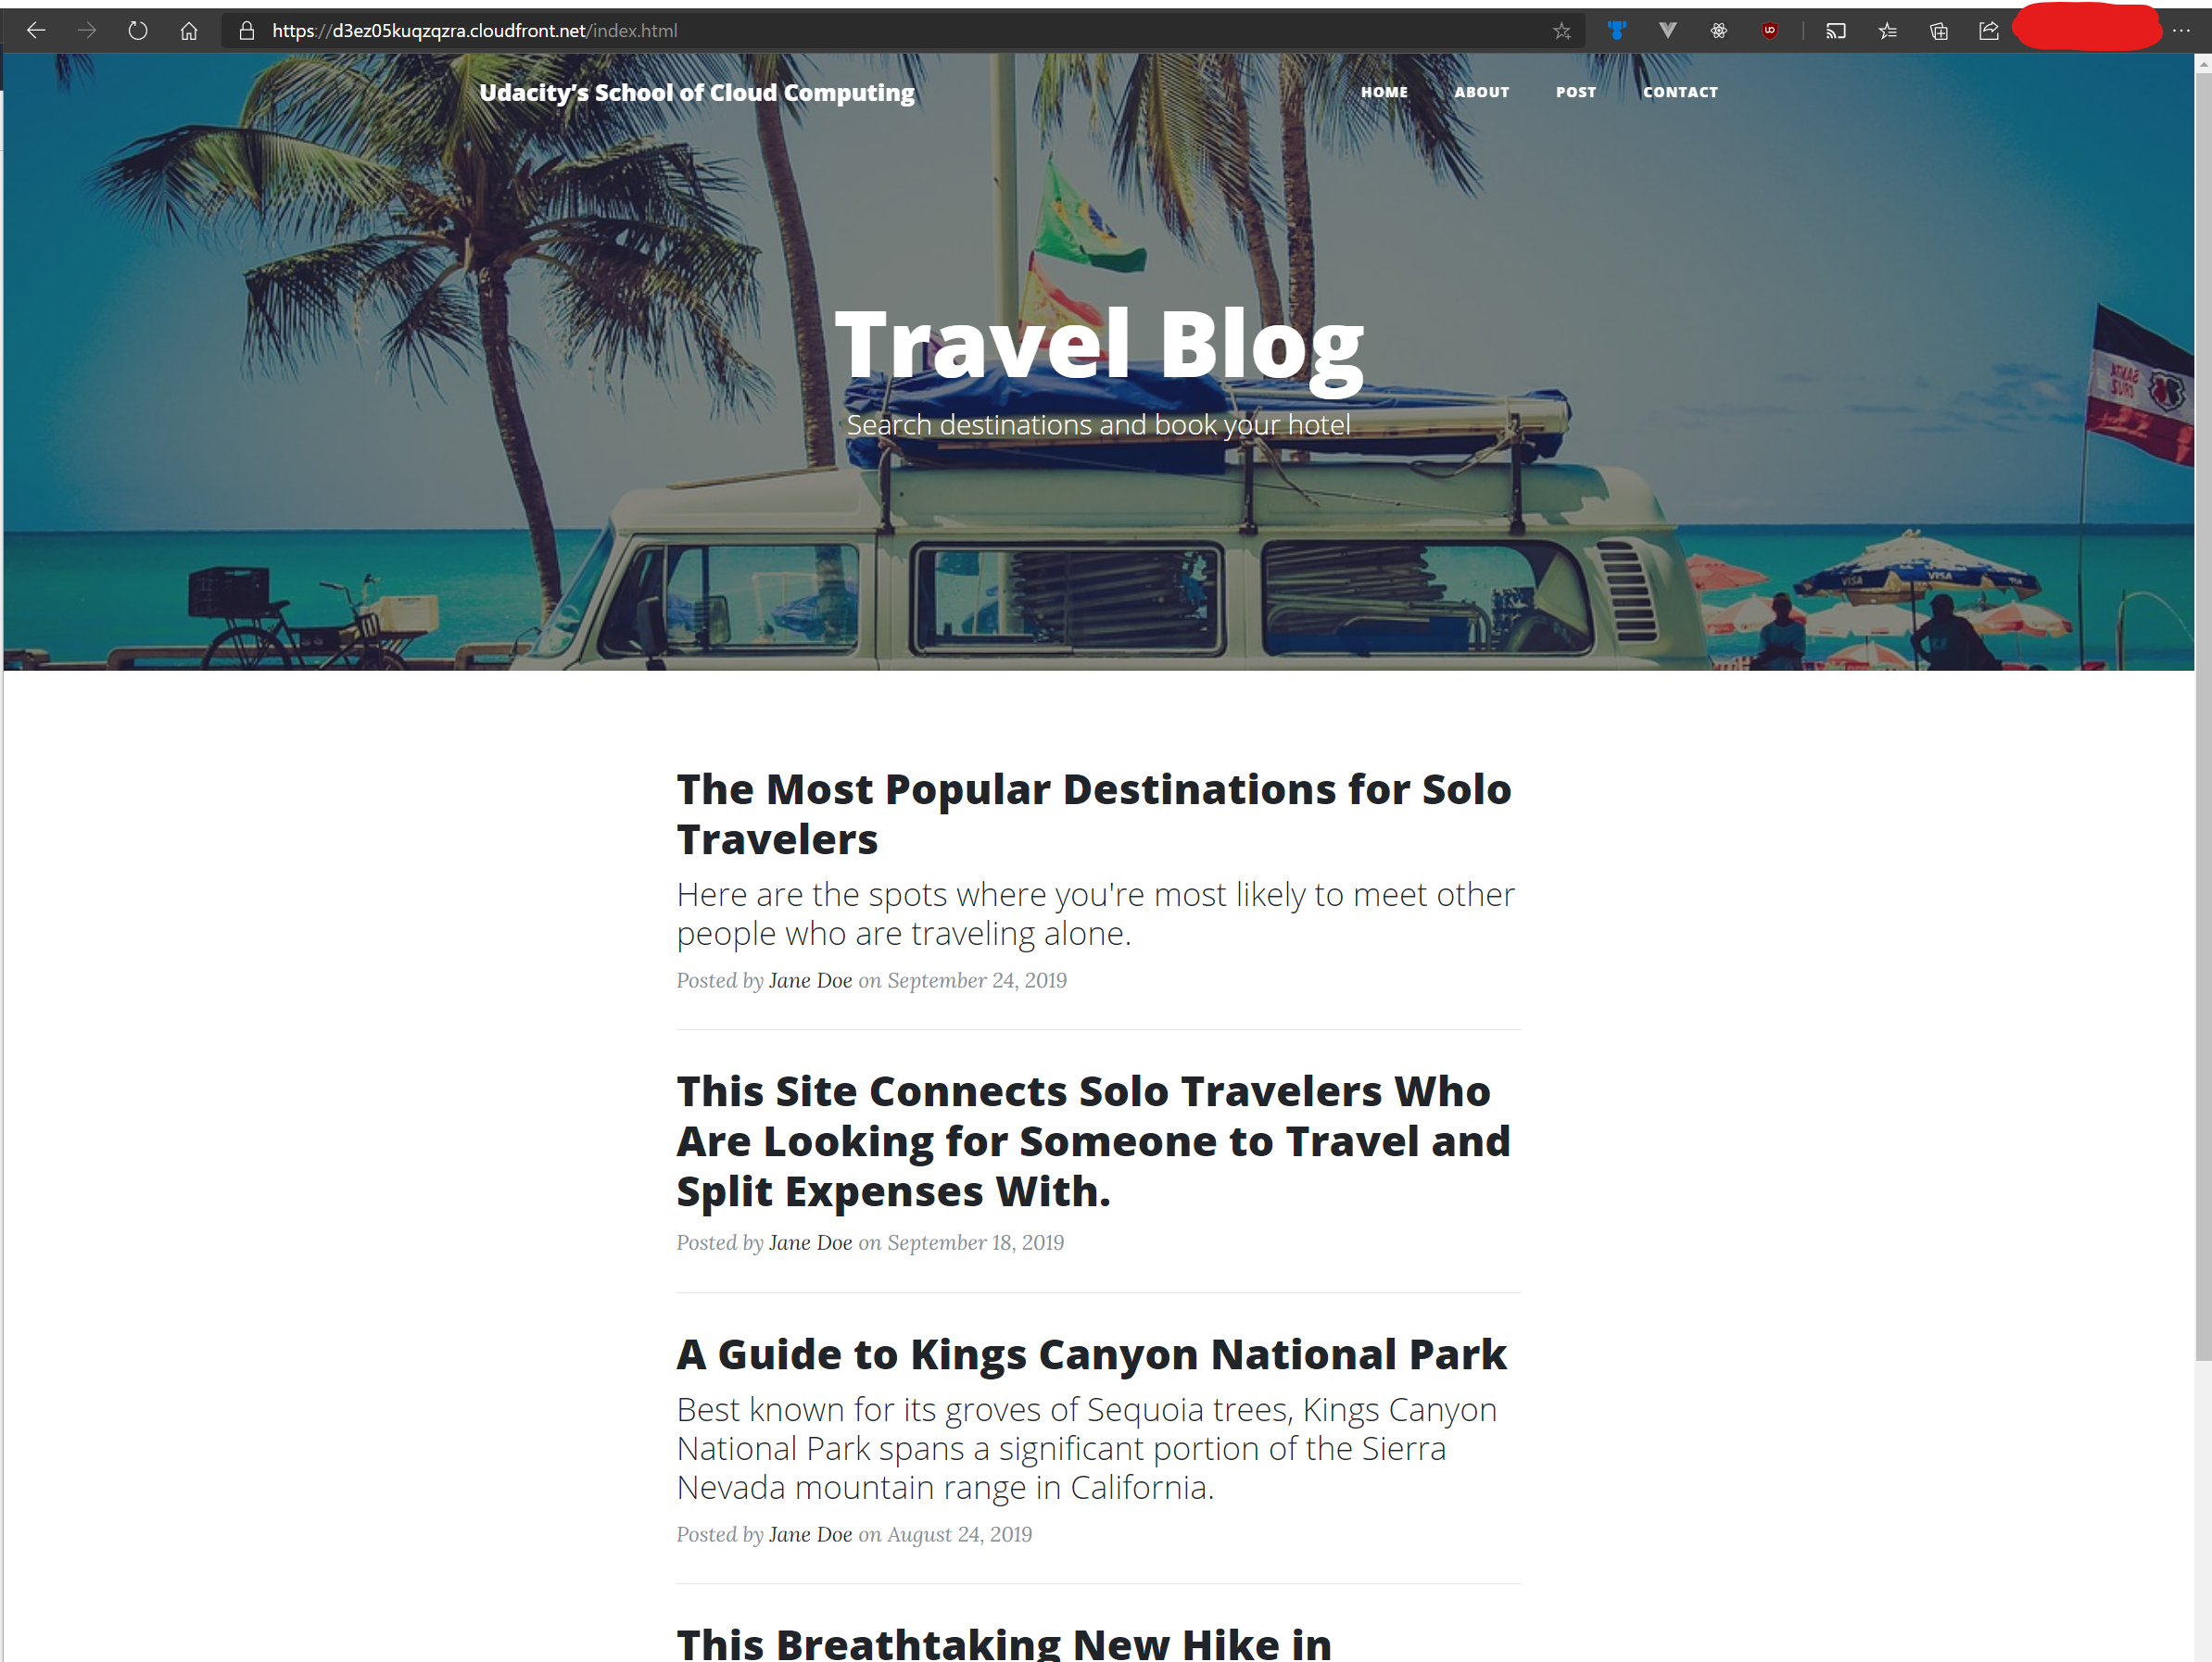 https://d3ez05kuqzqzra.cloudfront.net/index.html
Udacity’s School of Cloud Computing
HOME ABOUT POST CONTACT
Travel Blog
Search destinations and book your hotel
SANTA
CRUZ
VISA VISA
The Most Popular Destinations for Solo
Travelers
Here are the spots where you're most likely to meet other
people who are traveling alone.
Posted by Jane Doe on September 24, 2019
This Site Connects Solo Travelers Who
Are Looking for Someone to Travel and
Split Expenses With.
Posted by Jane Doe on September 18, 2019
A Guide to Kings Canyon National Park
Best known for its groves of Sequoia trees, Kings Canyon
National Park spans a significant portion of the Sierra
Nevada mountain range in California.
Posted by Jane Doe on August 24, 2019
This Breathtaking New Hike in